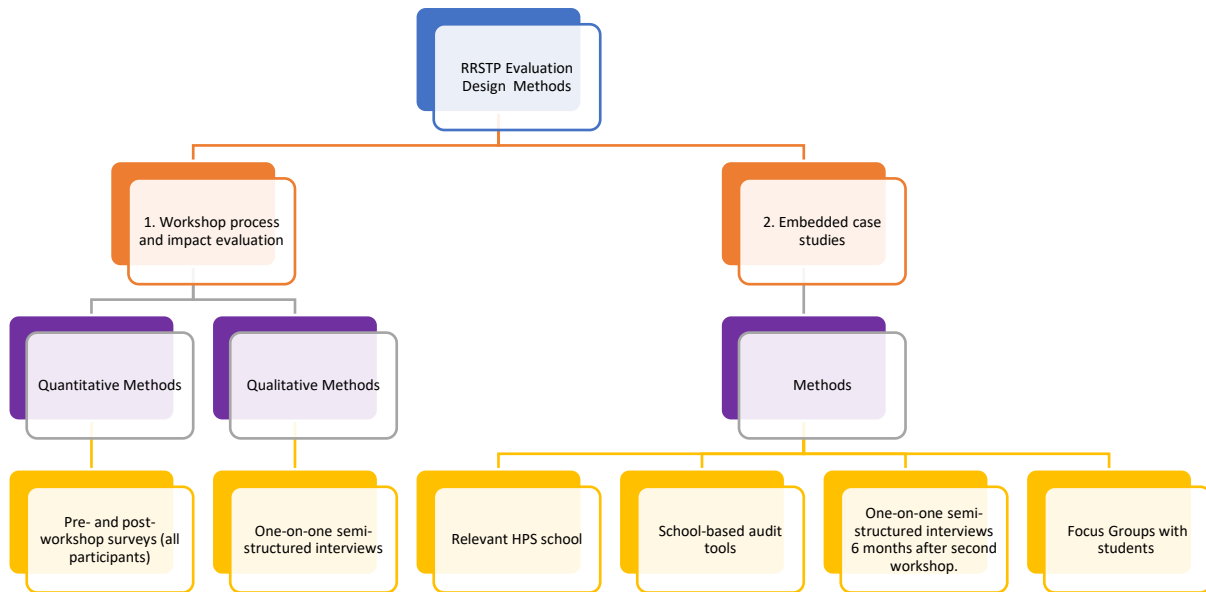 RRSTP Evaluation
Design Methods
1. Workshop process
and impact evaluation
2. Embedded case
studies
Quantitative Methods
Qualitative Methods
Methods
Pre- and post-
workshop surveys (all
participants)
One-on-one semi-
structured interviews
Relevant HPS school
School-based audit
tools
One-on-one semi-
structured interviews
6 months after second
workshop.
Focus Groups with
students